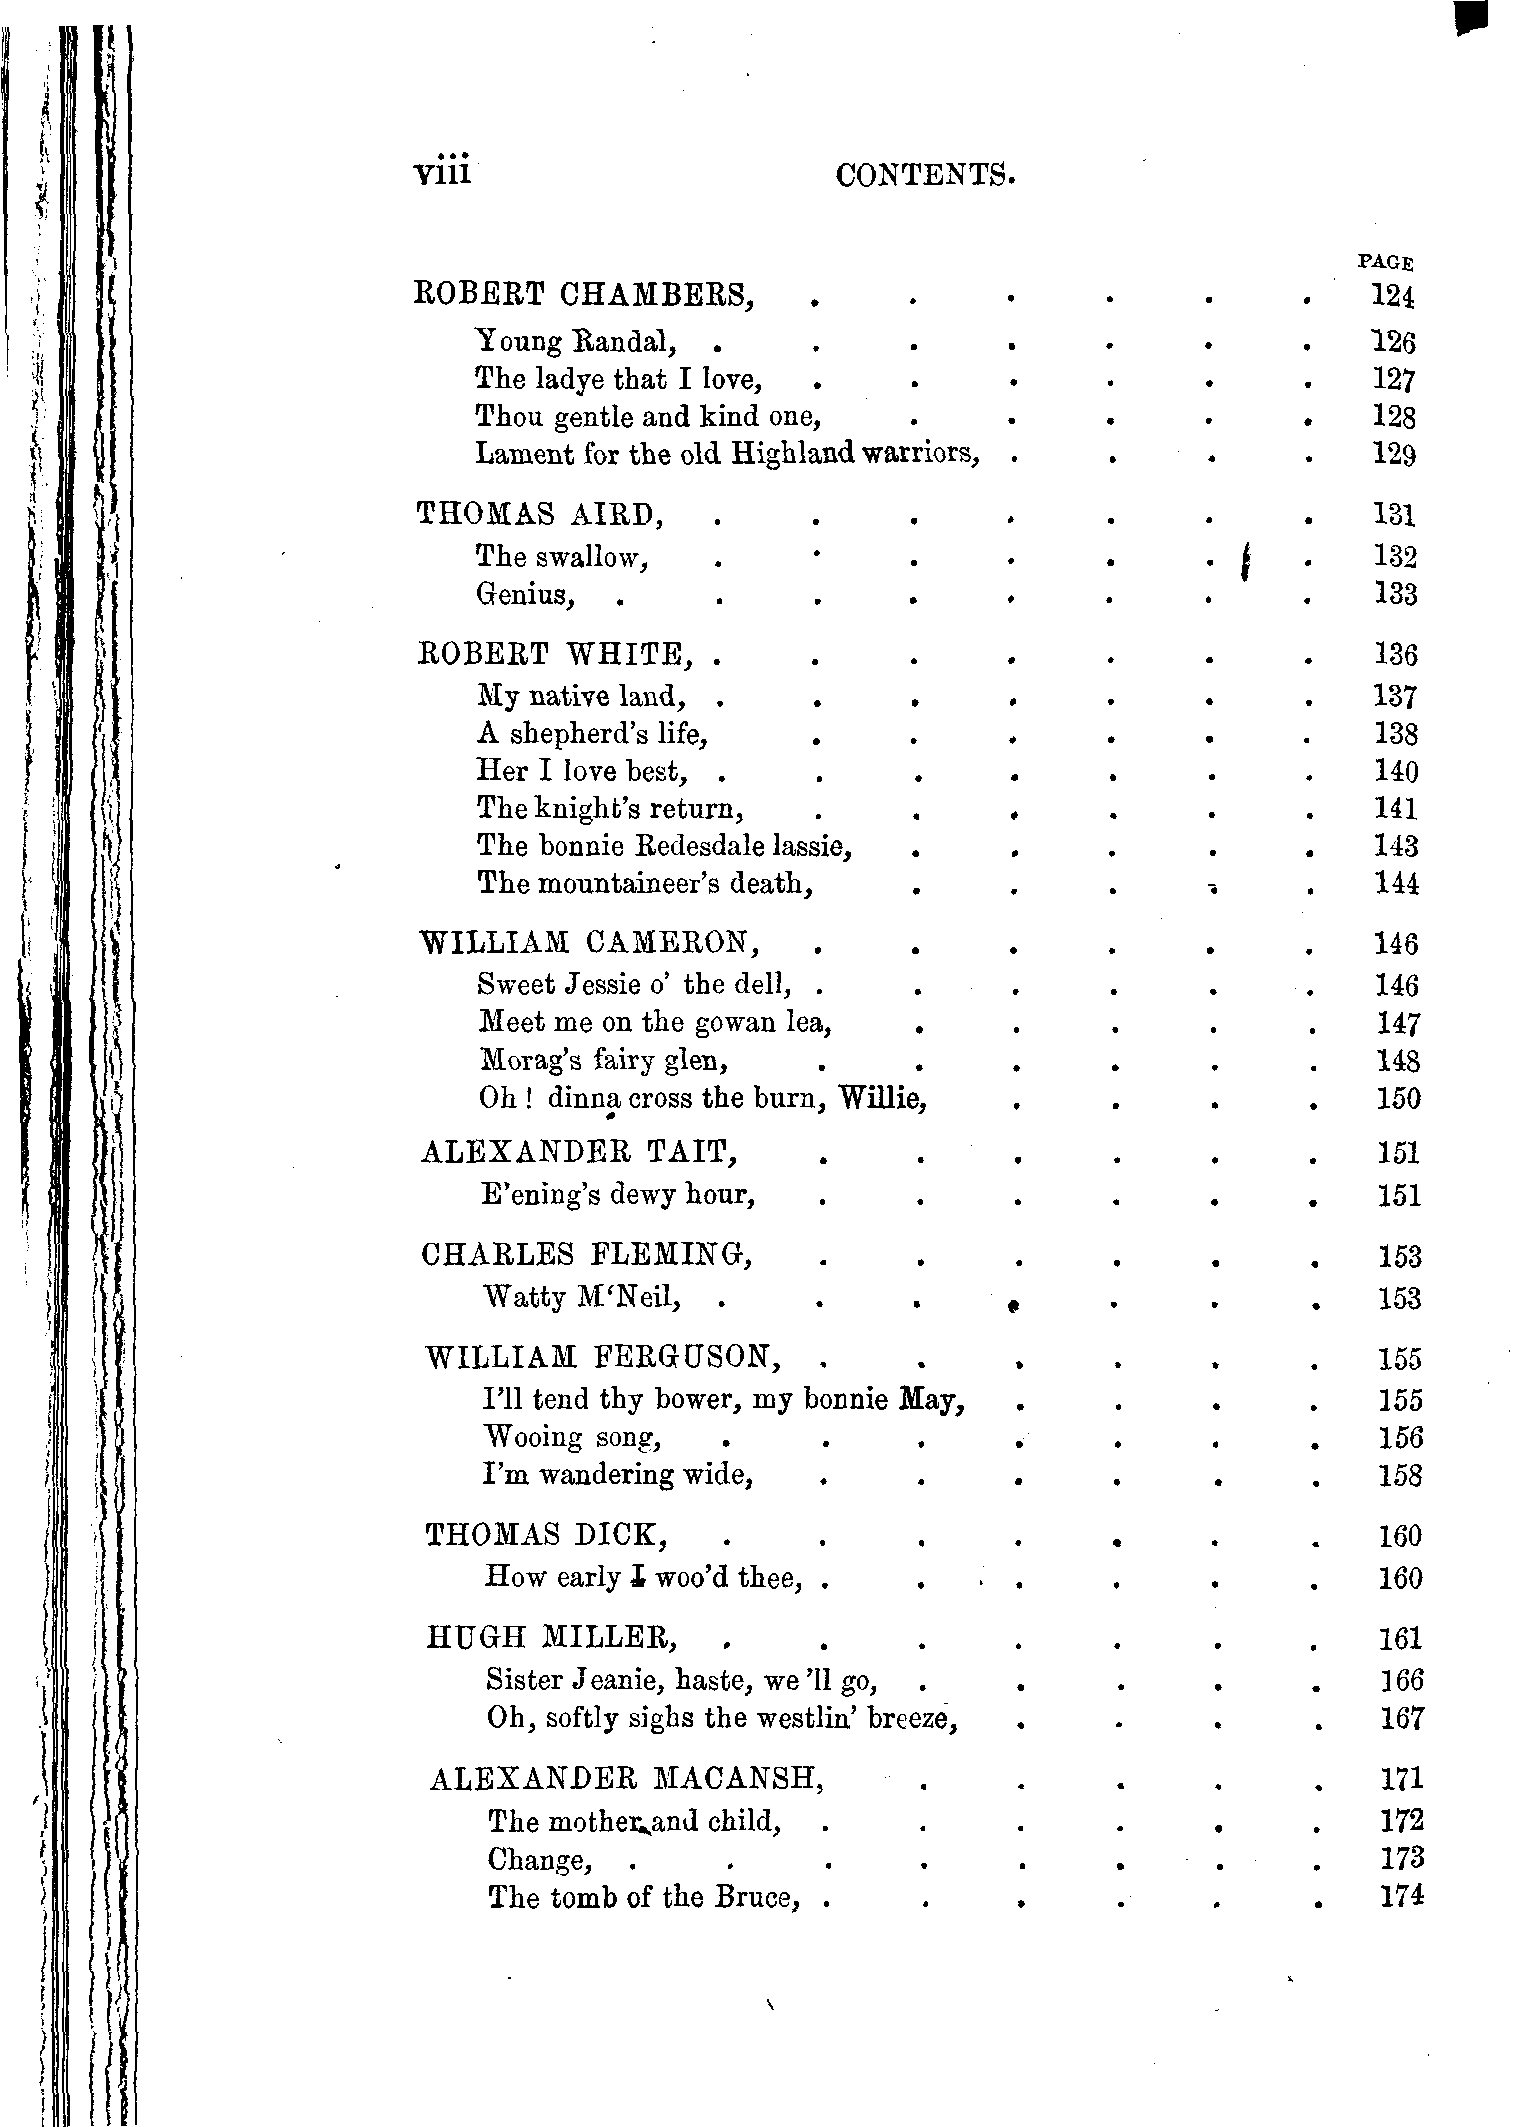 viii CONTENTS.
PAGE
ROBERT CHAMBERS, . . . . . . 124
Young Randal, . . . . . . . 126
The ladye that I love, . . . . . . 127
Thou gentle and kind one, . . . . . 128
Lament for the old Highland warriors, . . . . 129
THOMAS AIRD, . . . . . . . 131
The swallow, . . . . . . . 132
Genius, . . . . . . . . 133
ROBERT WHITE, . . . . . . . 136
My native land, . . . . . . . 137
A shepherd's life, . . . . . . 138
Her I love best, . . . . . . . 140
The knight's return, . . . . . . 141
The bonnie Redesdale lassie, . . . . . 143
The mountaineer's death, . . . . . 144
WILLIAM CAMERON, . . . . . . 146
Sweet Jessie o' the dell, . . . . . . 146
Meet me on the gowan lea, . . . . . 147
Morag's fairy glen, . . . . . . 148
Oh ! dinna cross the burn, Willie, . . . . 150
ALEXANDER TAIT, . . . . . . 151
E'ening's dewy hour, . . . . . . 151
CHARLES FLEMING, . . . . . . 153
Watty M‘Neil, . . . . . . . 153
WILLIAM FERGUSON, . . . . . . 155
I'll tend thy bower, my bonnie May, . . . . 155
Wooing song, . . . . . . . 156
I'm wandering wide, . . . . . . 158
THOMAS DICK, . . . . . . . 160
How early I woo'd thee, . . . . . . 160
HUGH MILLER, . . . . . . . 161
Sister Jeanie, haste, we 'll go, . . . . . 166
Oh, softly sighs the westlin' breeze, . . . . 167
ALEXANDER MACANSH, . . . . . 171
The mother and child, . . . . . . 172
Change, . . . . . . . . 173
The tomb of the Bruce, . . . . . . 174